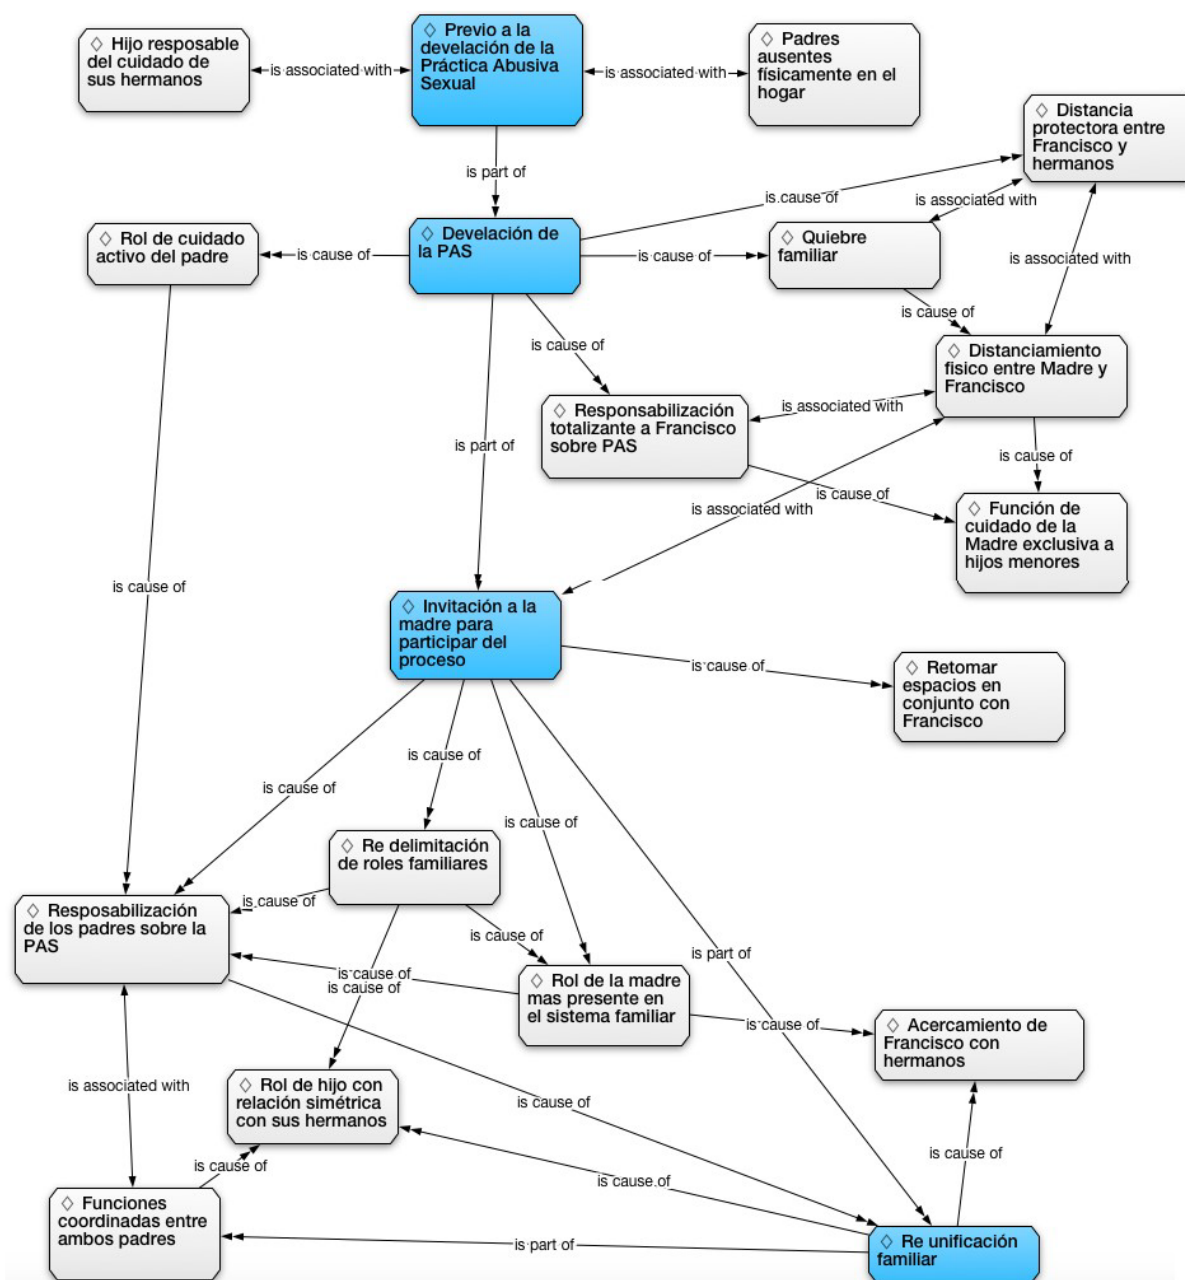 ◇ Hijo resposable
del cuidado de
sus hermanos
is associated with
◇ Previo a la
develación de la
Práctica Abusiva
Sexual
is associated with
◇ Padres
ausentes
físicamente en el
hogar
◇ Distancia
protectora entre
Francisco y
hermanos
is part of
is cause of
is associated with
◇ Rol de cuidado
activo del padre
is cause of
◇ Develación de
la PAS
is cause of
◇ Quiebre
familiar
is associated with
is cause of
is cause of
◇ Distanciamiento
fisico entre Madre y
Francisco
◇ Responsabilización
totalizante a Francisco
sobre PAS
is associated with
is part of
is cause of
is cause of
is associated with
◇ Función de
cuidado de la
Madre exclusiva a
hijos menores
is cause of
◇ Invitación a la
madre para
participar del
proceso
is cause of
◇ Retomar
espacios en
conjunto con
Francisco
is cause of
is cause of
is cause of
◇ Re delimitación
de roles familiares
is cause of
◇ Resposabilización
de los padres sobre la
PAS
is cause of
is part of
is cause of
is cause of
◇ Rol de la madre
mas presente en
el sistema familiar
is cause of
◇ Acercamiento de
Francisco con
hermanos
is associated with
◇ Rol de hijo con
relación simétrica
con sus hermanos
is cause of
is cause of
is cause of
is cause of
◇ Funciones
coordinadas entre
ambos padres
is part of
◇ Re unificación
familiar